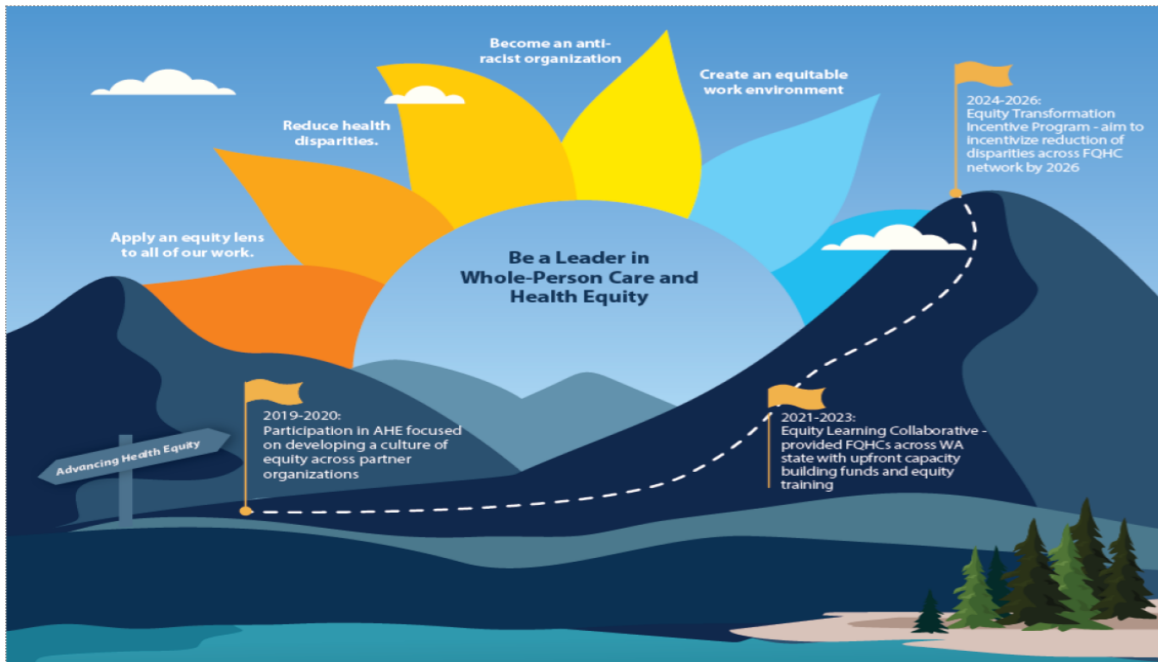 Become an anti-
racist organization
Create an equitable
work environment
Reduce health
disparities.
Apply an equity lens
to all of our work.
Be a Leader in
Whole-Person Care and
Health Equity
2024-2026:
Equity Transformation
Incentive Program - aim to
incentivize reduction of
disparities across FQHC
network by 2026
2019-2020:
Participation in AHE focused
on developing a culture of
equity across partner
organizations
2021-2023:
Equity Learning Collaborative -
provided FQHCs across WA
state with upfront capacity
building funds and equity
training
Advancing Health Equity